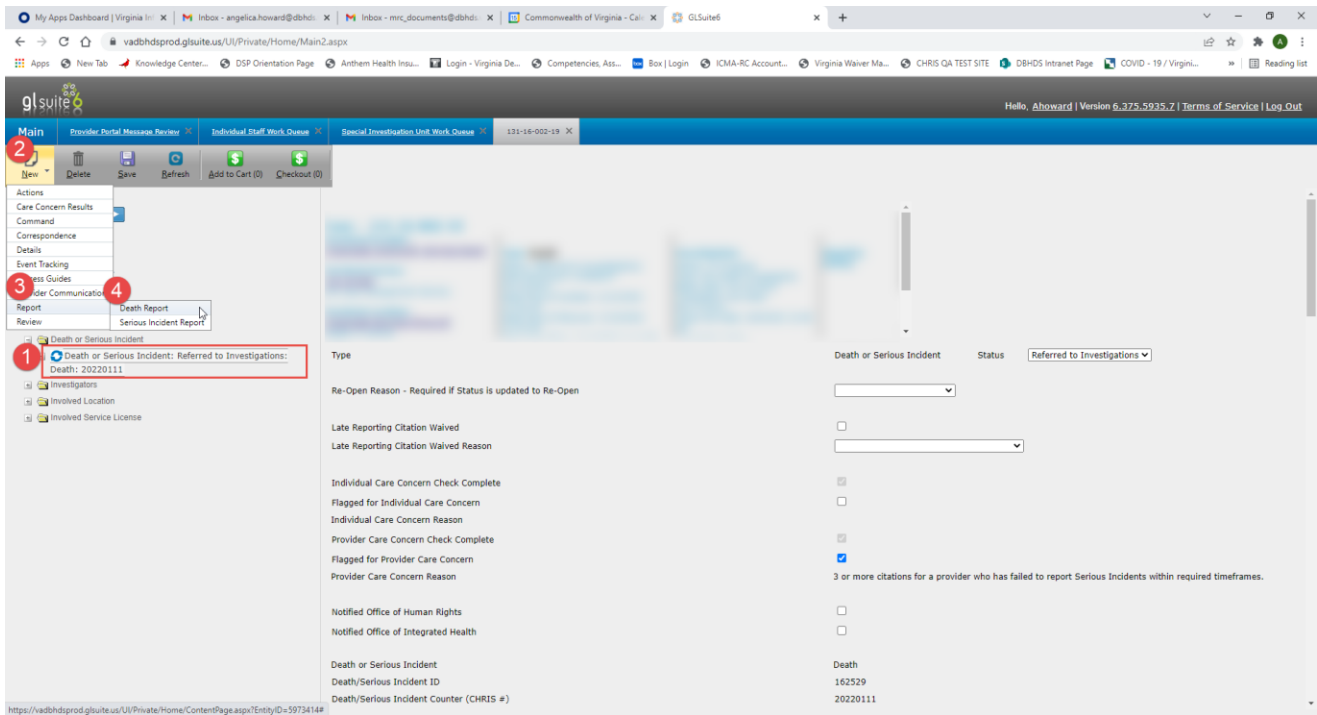 My Apps Dashboard | Virginia Int
Inbox - angelica.howard@dbhds.
Inbox - mrc_documents@dbhds.
Commonwealth of Virginia - Cale
GLSuite6
vadbhdsprod.glsuite.us/UI/Private/Home/Main2.aspx
Apps New Tab Knowledge Center... DSP Orientation Page Anthem Health Insu... Login - Virginia De... Competencies, Ass... Box | Login ICMA-RC Account... Virginia Waiver Ma... CHRIS QA TEST SITE DBHDS Intranet Page COVID - 19 / Virgini... » Reading list
glsuite6
Hello, Ahoward | Version 6.375.5935.7 | Terms of Service | Log Out
Main Provider Portal Message Review Individual Staff Work Queue Special Investigation Unit Work Queue 131-16-002-19
2
New Delete Save Refresh Add to Cart (0) Checkout (0)
Actions
Care Concern Results
Command
Correspondence
Details
Event Tracking
ess Guides
3
ider Communication
4
Report
Death Report
Review
Serious Incident Report
Death or Serious Incident
1
Death or Serious Incident: Referred to Investigations:
Death: 20220111
Investigators
Involved Location
Involved Service License
Type Death or Serious Incident Status Referred to Investigations
Re-Open Reason - Required if Status is updated to Re-Open
Late Reporting Citation Waived
Late Reporting Citation Waived Reason
Individual Care Concern Check Complete
Flagged for Individual Care Concern
Individual Care Concern Reason
Provider Care Concern Check Complete
Flagged for Provider Care Concern
Provider Care Concern Reason 3 or more citations for a provider who has failed to report Serious Incidents within required timeframes.
Notified Office of Human Rights
Notified Office of Integrated Health
Death or Serious Incident Death
Death/Serious Incident ID 162529
Death/Serious Incident Counter (CHRIS #) 20220111
https://vadbhdsprod.glsuite.us/UI/Private/Home/ContentPage.aspx?EntityID=5973414#